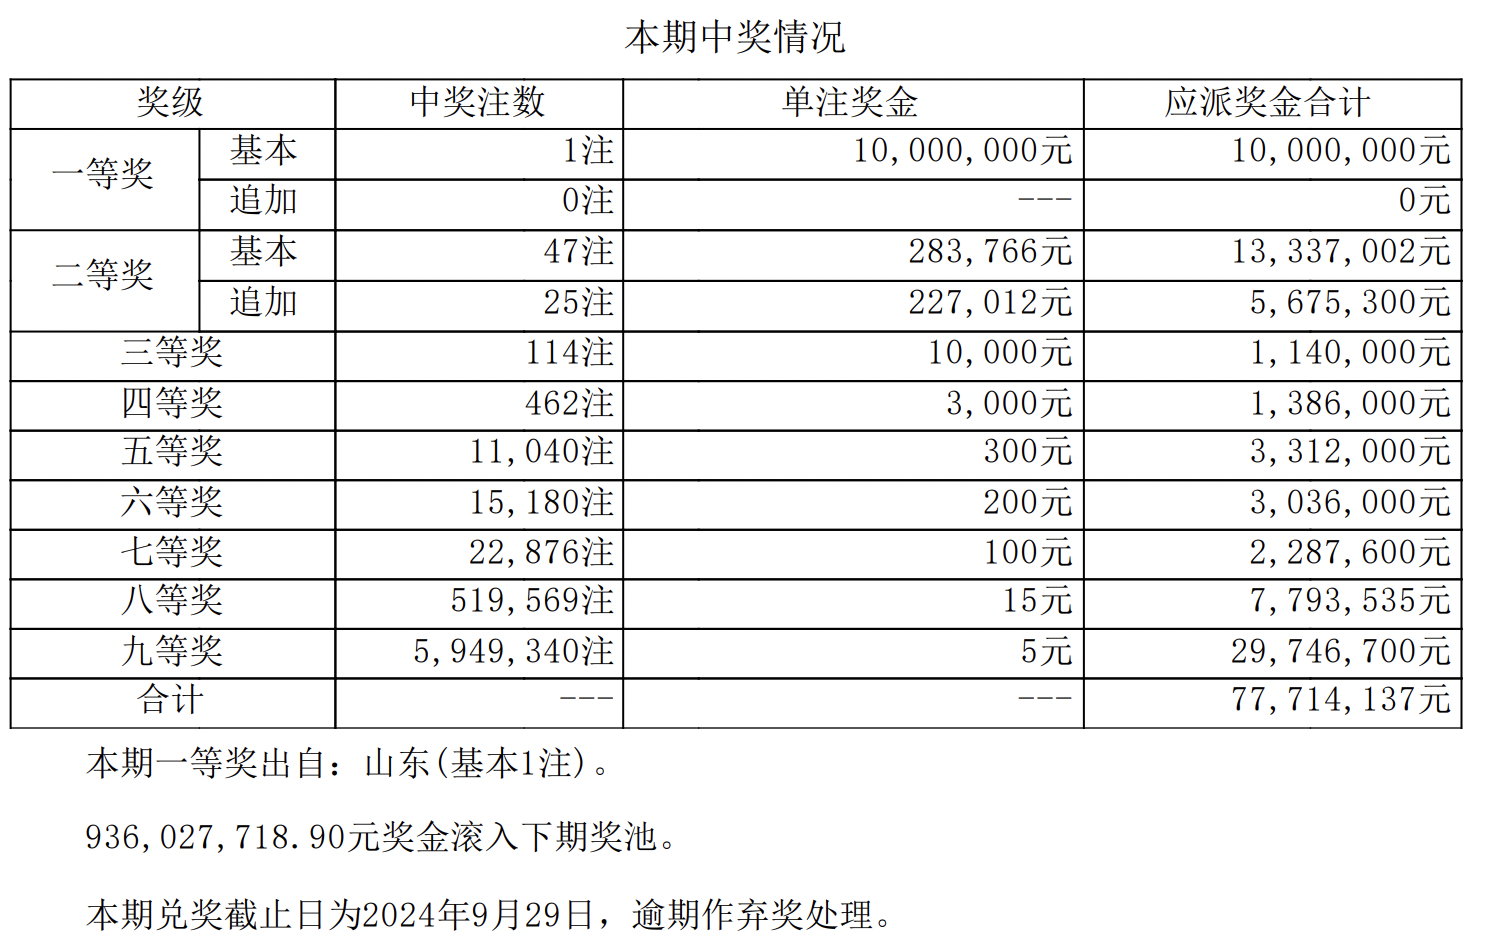 本期中奖情况
奖级 中奖注数 单注奖金 应派奖金合计
一等奖 基本 1注 10,000,000元 10,000,000元
追加 0注 --- 0元
二等奖 基本 47注 283,766元 13,337,002元
追加 25注 227,012元 5,675,300元
三等奖 114注 10,000元 1,140,000元
四等奖 462注 3,000元 1,386,000元
五等奖 11,040注 300元 3,312,000元
六等奖 15,180注 200元 3,036,000元
七等奖 22,876注 100元 2,287,600元
八等奖 519,569注 15元 7,793,535元
九等奖 5,949,340注 5元 29,746,700元
合计 --- --- 77,714,137元
本期一等奖出自：山东(基本1注)。
936,027,718.90元奖金滚入下期奖池。
本期兑奖截止日为2024年9月29日，逾期作弃奖处理。